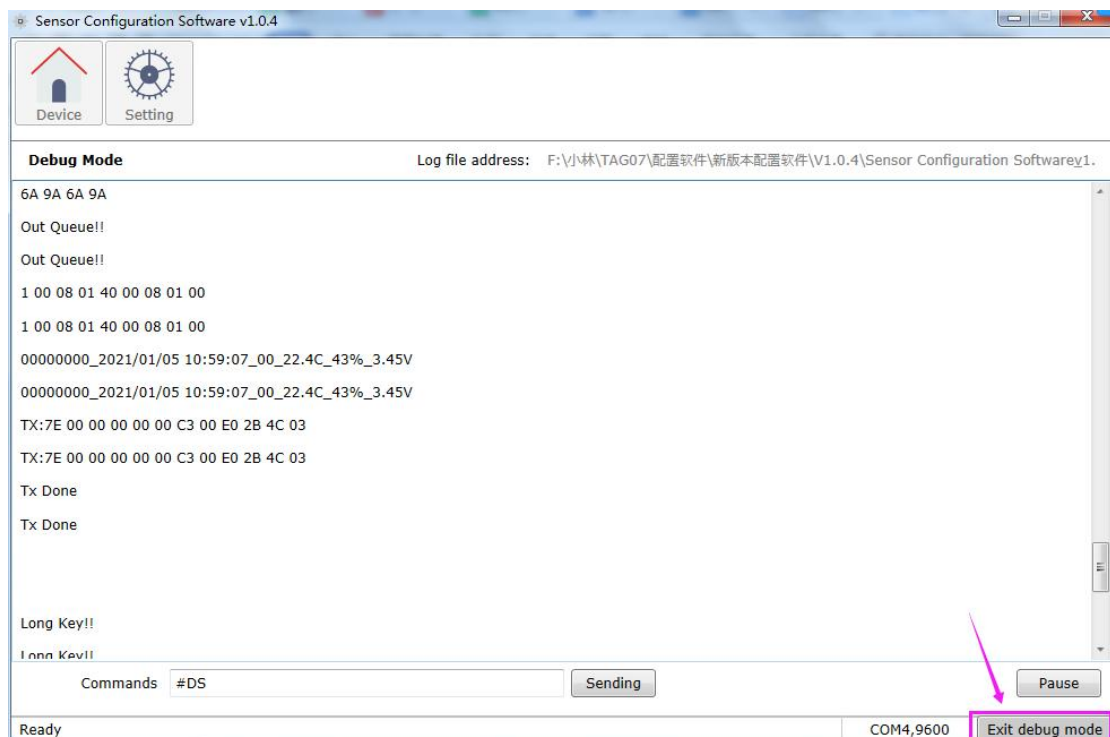 Sensor Configuration Software v1.0.4
Device Setting
Debug Mode Log file address: F:\小林\TAG07\配置软件\新版本配置软件\V1.0.4\Sensor Configuration Softwarev1.
6A 9A 6A 9A
Out Queue!!
Out Queue!!
1 00 08 01 40 00 08 01 00
1 00 08 01 40 00 08 01 00
00000000_2021/01/05 10:59:07_00_22.4C_43%_3.45V
00000000_2021/01/05 10:59:07_00_22.4C_43%_3.45V
TX:7E 00 00 00 00 00 C3 00 E0 2B 4C 03
TX:7E 00 00 00 00 00 C3 00 E0 2B 4C 03
Tx Done
Tx Done
Long Key!!
Long Key!!
Commands #DS Sending Pause
Ready COM4,9600 Exit debug mode